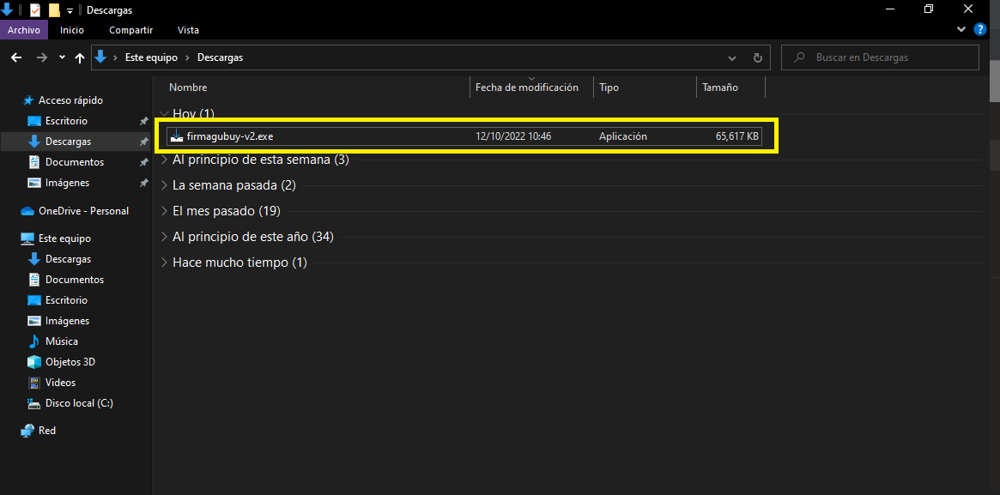 Descargas
Archivo Inicio Compartir Vista ?
Este equipo Descargas Buscar en Descargas
Nombre Fecha de modificación Tipo Tamaño
Hoy (1)
firmagubuy-v2.exe 12/10/2022 10:46 Aplicación 65,617 KB
Al principio de esta semana (3)
La semana pasada (2)
El mes pasado (19)
Al principio de este año (34)
Hace mucho tiempo (1)
Acceso rápido
Escritorio
Descargas
Documentos
Imágenes
OneDrive - Personal
Este equipo
Descargas
Documentos
Escritorio
Imágenes
Música
Objetos 3D
Videos
Disco local (C:)
Red